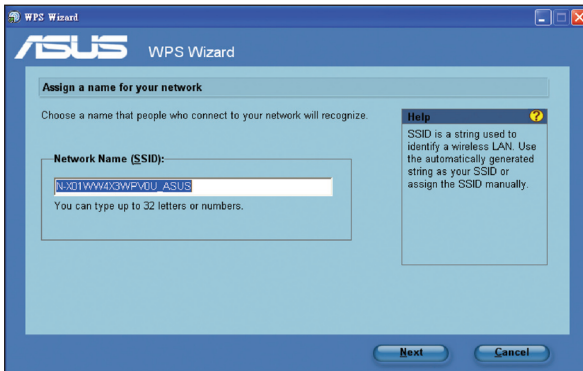 WPS Wizard
ASUS WPS Wizard
Assign a name for your network
Choose a name that people who connect to your network will recognize.
Network Name (SSID):
N-X01WW4X3WPV0U_ASUS
You can type up to 32 letters or numbers.
Help
SSID is a string used to
identify a wireless LAN. Use
the automatically generated
string as your SSID or
assign the SSID manually.
Next
Cancel